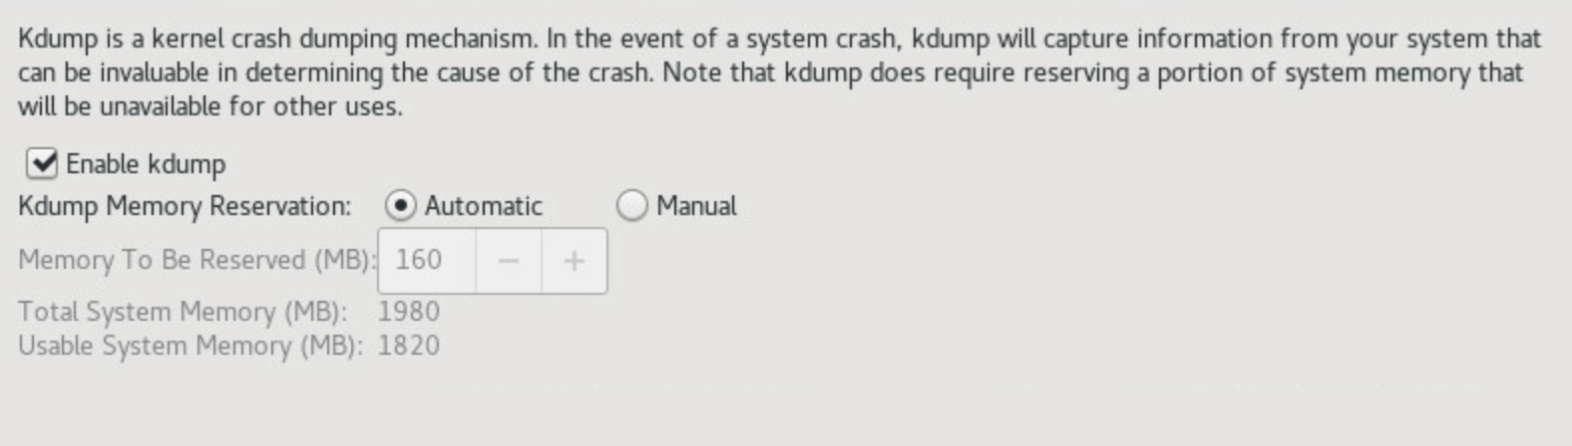 Kdump is a kernel crash dumping mechanism. In the event of a system crash, kdump will capture information from your system that
can be invaluable in determining the cause of the crash. Note that kdump does require reserving a portion of system memory that
will be unavailable for other uses.
Enable kdump
Kdump Memory Reservation: Automatic Manual
Memory To Be Reserved (MB): 160 − +
Total System Memory (MB): 1980
Usable System Memory (MB): 1820